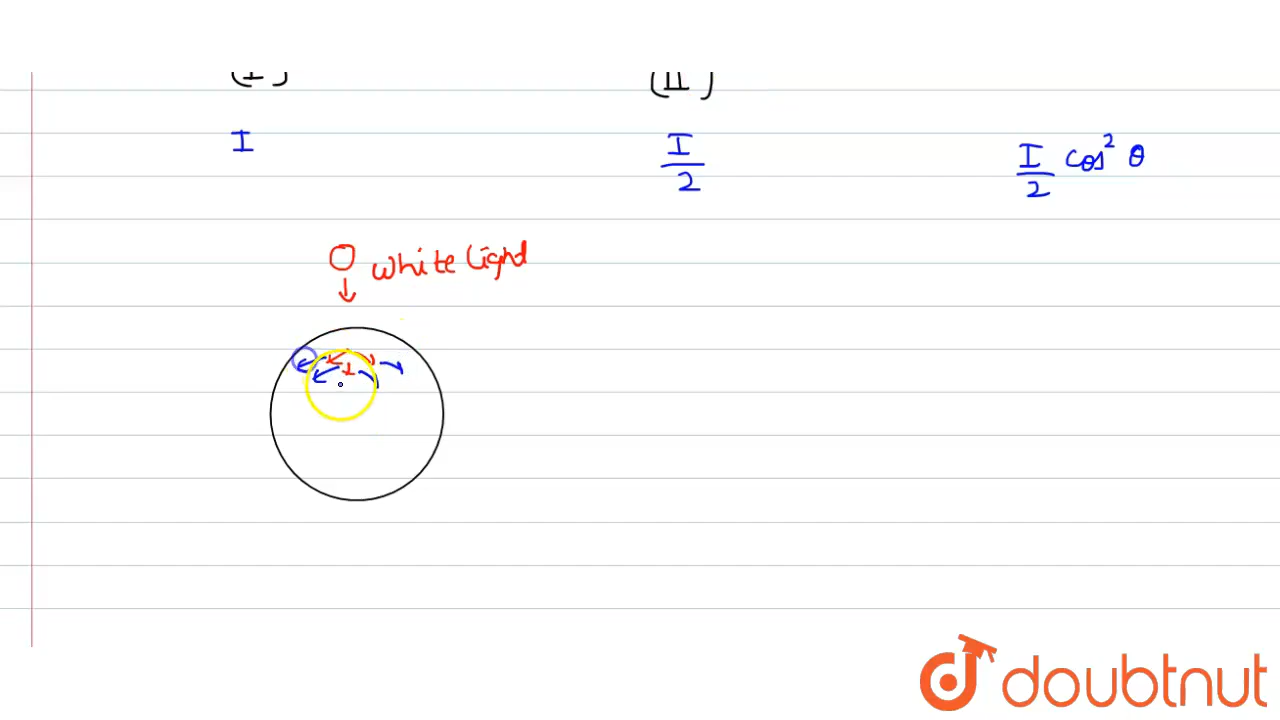 (I) (II)
I I/2 I/2 cos² θ
white light
doubtnut